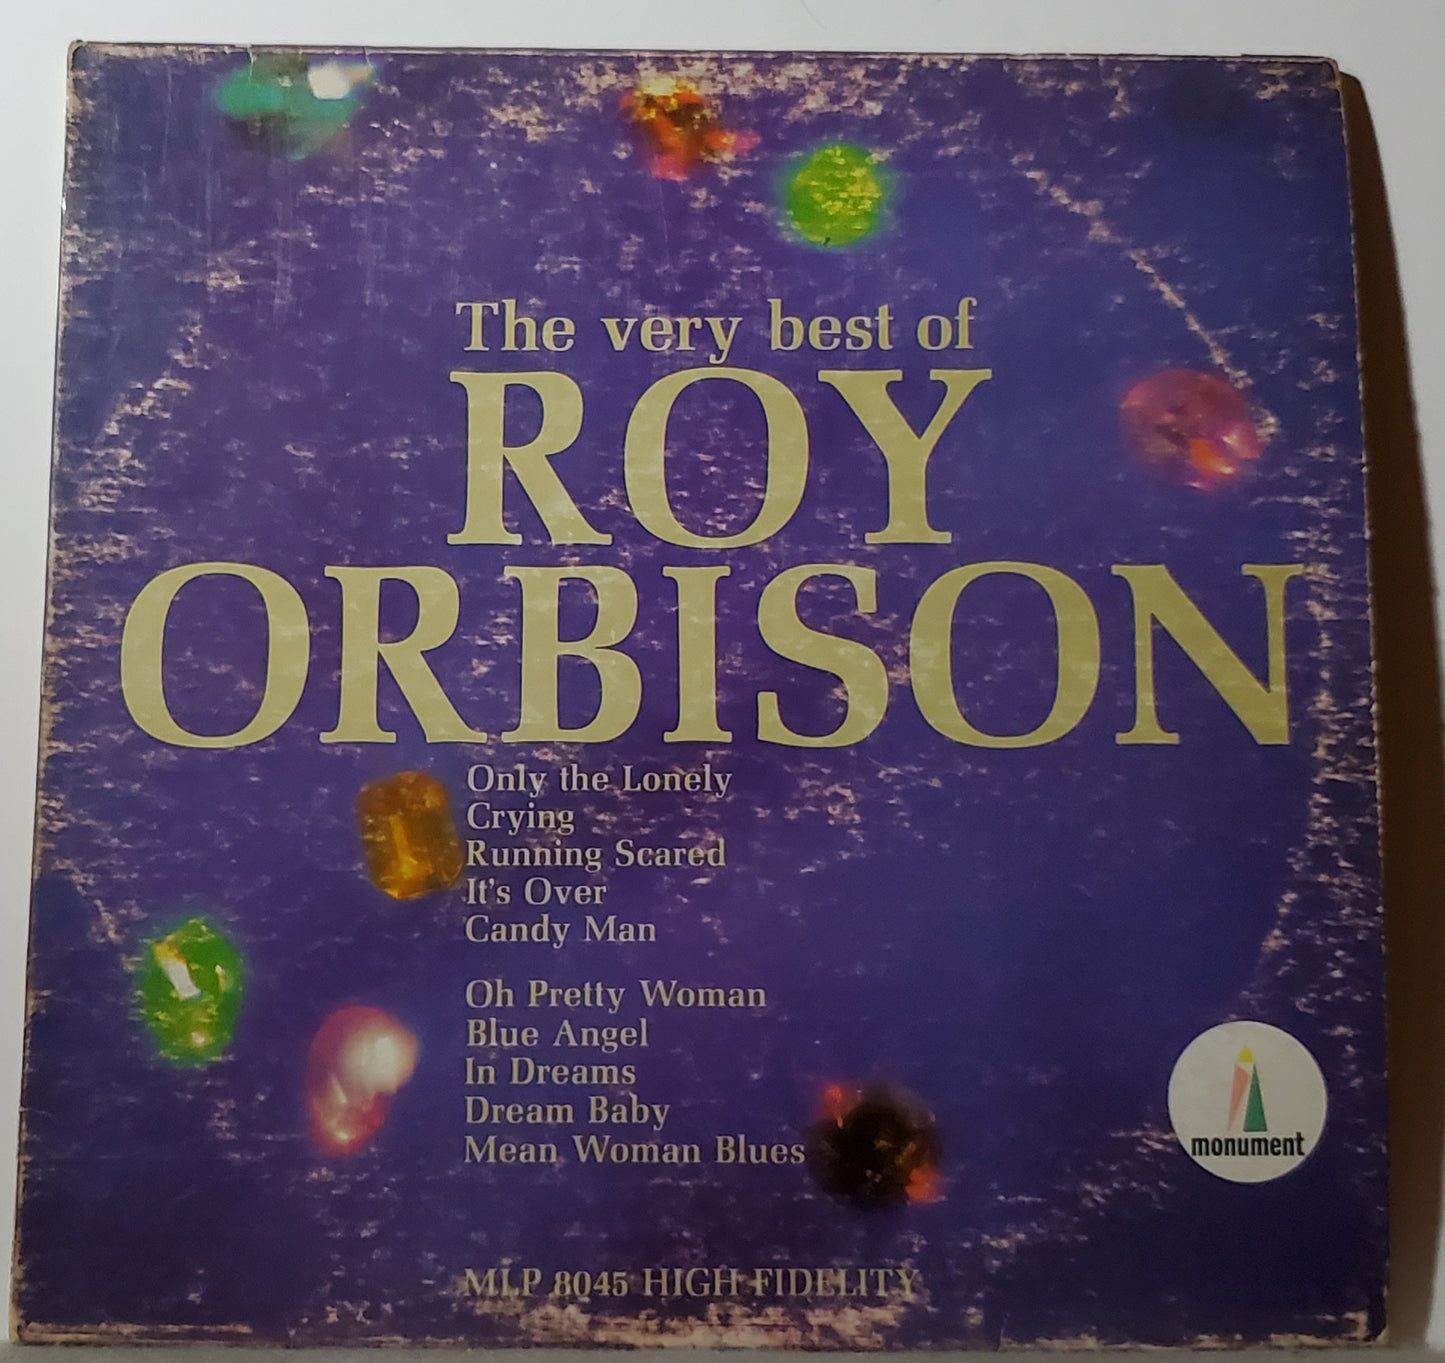 The very best of
ROY
ORBISON
Only the Lonely
Crying
Running Scared
It's Over
Candy Man
Oh Pretty Woman
Blue Angel
In Dreams
Dream Baby
Mean Woman Blues
monument
MLP 8045 HIGH FIDELITY